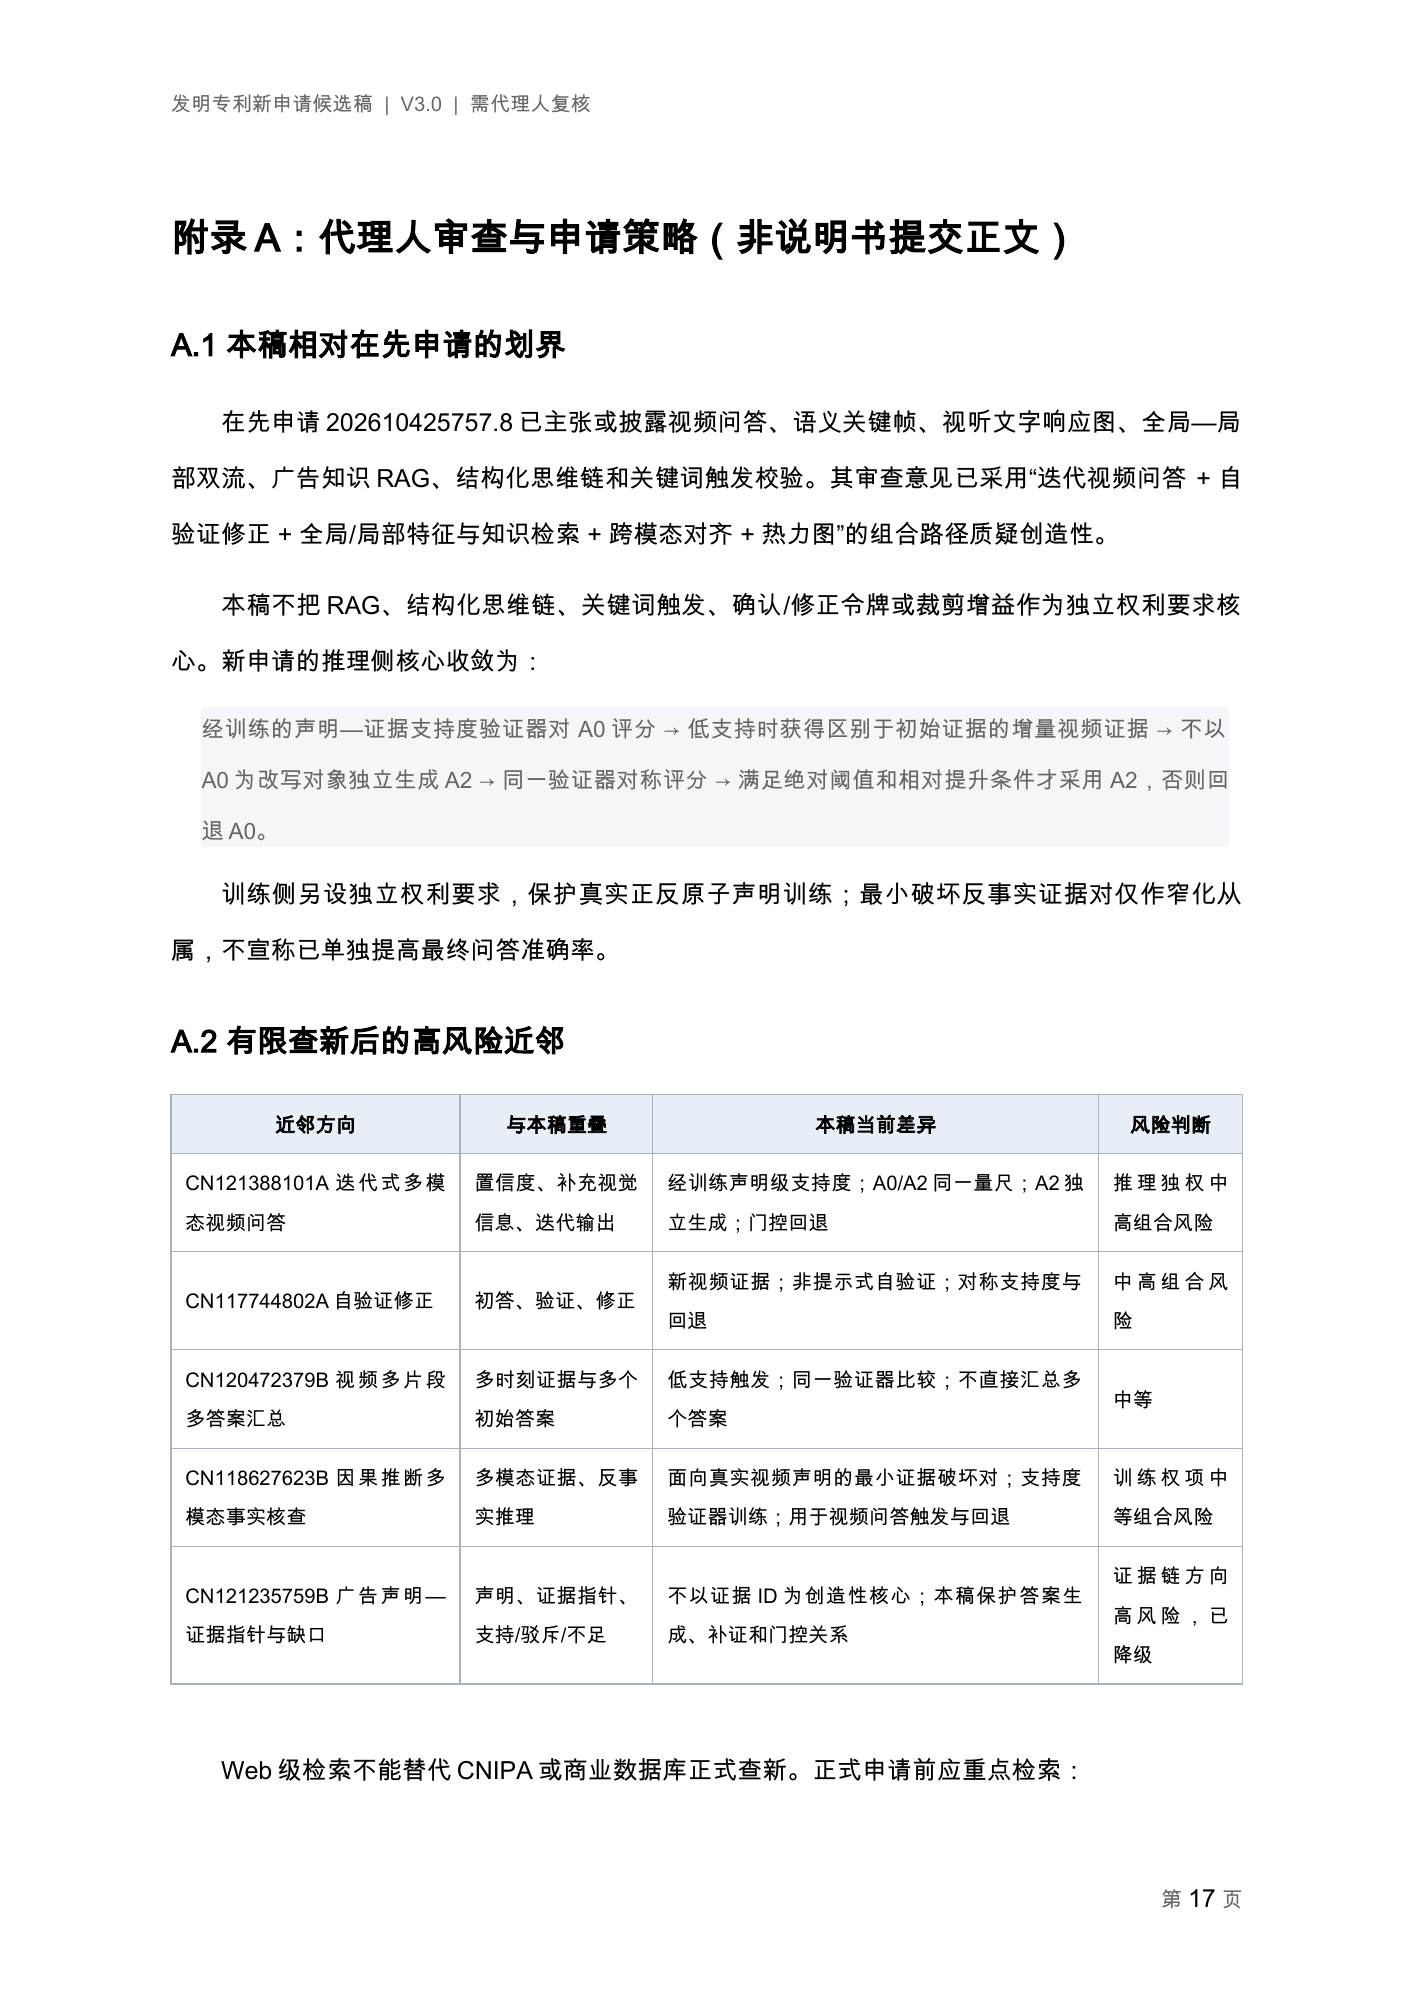 发明专利新申请候选稿 | V3.0 | 需代理人复核
附录 A：代理人审查与申请策略（非说明书提交正文）
A.1 本稿相对在先申请的划界
在先申请 202610425757.8 已主张或披露视频问答、语义关键帧、视听文字响应图、全局—局
部双流、广告知识 RAG、结构化思维链和关键词触发校验。其审查意见已采用“迭代视频问答 + 自
验证修正 + 全局/局部特征与知识检索 + 跨模态对齐 + 热力图”的组合路径质疑创造性。
本稿不把 RAG、结构化思维链、关键词触发、确认/修正令牌或裁剪增益作为独立权利要求核
心。新申请的推理侧核心收敛为：
经训练的声明—证据支持度验证器对 A0 评分 → 低支持时获得区别于初始证据的增量视频证据 → 不以
A0 为改写对象独立生成 A2 → 同一验证器对称评分 → 满足绝对阈值和相对提升条件才采用 A2，否则回
退 A0。
训练侧另设独立权利要求，保护真实正反原子声明训练；最小破坏反事实证据对仅作窄化从
属，不宣称已单独提高最终问答准确率。
A.2 有限查新后的高风险近邻
近邻方向 与本稿重叠 本稿当前差异 风险判断
CN121388101A 迭代式多模
态视频问答
置信度、补充视觉
信息、迭代输出
经训练声明级支持度；A0/A2 同一量尺；A2 独
立生成；门控回退
推理独权中
高组合风险
CN117744802A 自验证修正
初答、验证、修正
新视频证据；非提示式自验证；对称支持度与
回退
中高组合风
险
CN120472379B 视频多片段
多答案汇总
多时刻证据与多个
初始答案
低支持触发；同一验证器比较；不直接汇总多
个答案
中等
CN118627623B 因果推断多
模态事实核查
多模态证据、反事
实推理
面向真实视频声明的最小证据破坏对；支持度
验证器训练；用于视频问答触发与回退
训练权项中
等组合风险
CN121235759B 广告声明—
证据指针与缺口
声明、证据指针、
支持/驳斥/不足
不以证据 ID 为创造性核心；本稿保护答案生
成、补证和门控关系
证据链方向
高风险，已
降级
Web 级检索不能替代 CNIPA 或商业数据库正式查新。正式申请前应重点检索：
第 17 页